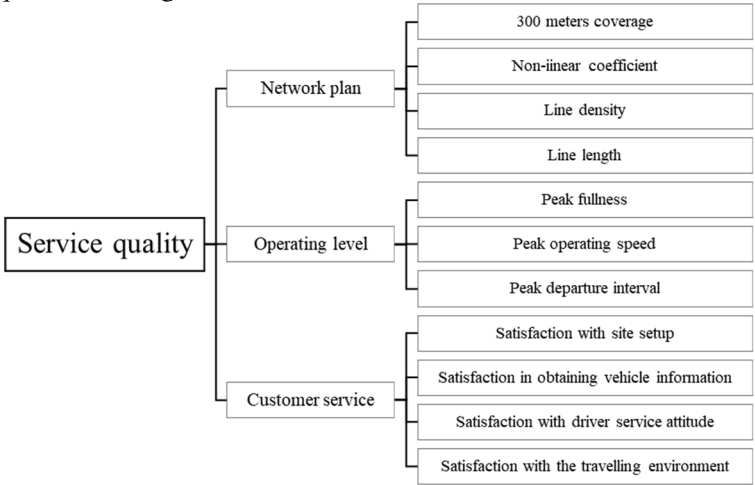 300 meters coverage
Non-iinear coefficient
Network plan
Line density
Line length
Peak fullness
Service quality
Operating level
Peak operating speed
Peak departure interval
Satisfaction with site setup
Satisfaction in obtaining vehicle information
Customer service
Satisfaction with driver service attitude
Satisfaction with the travelling environment